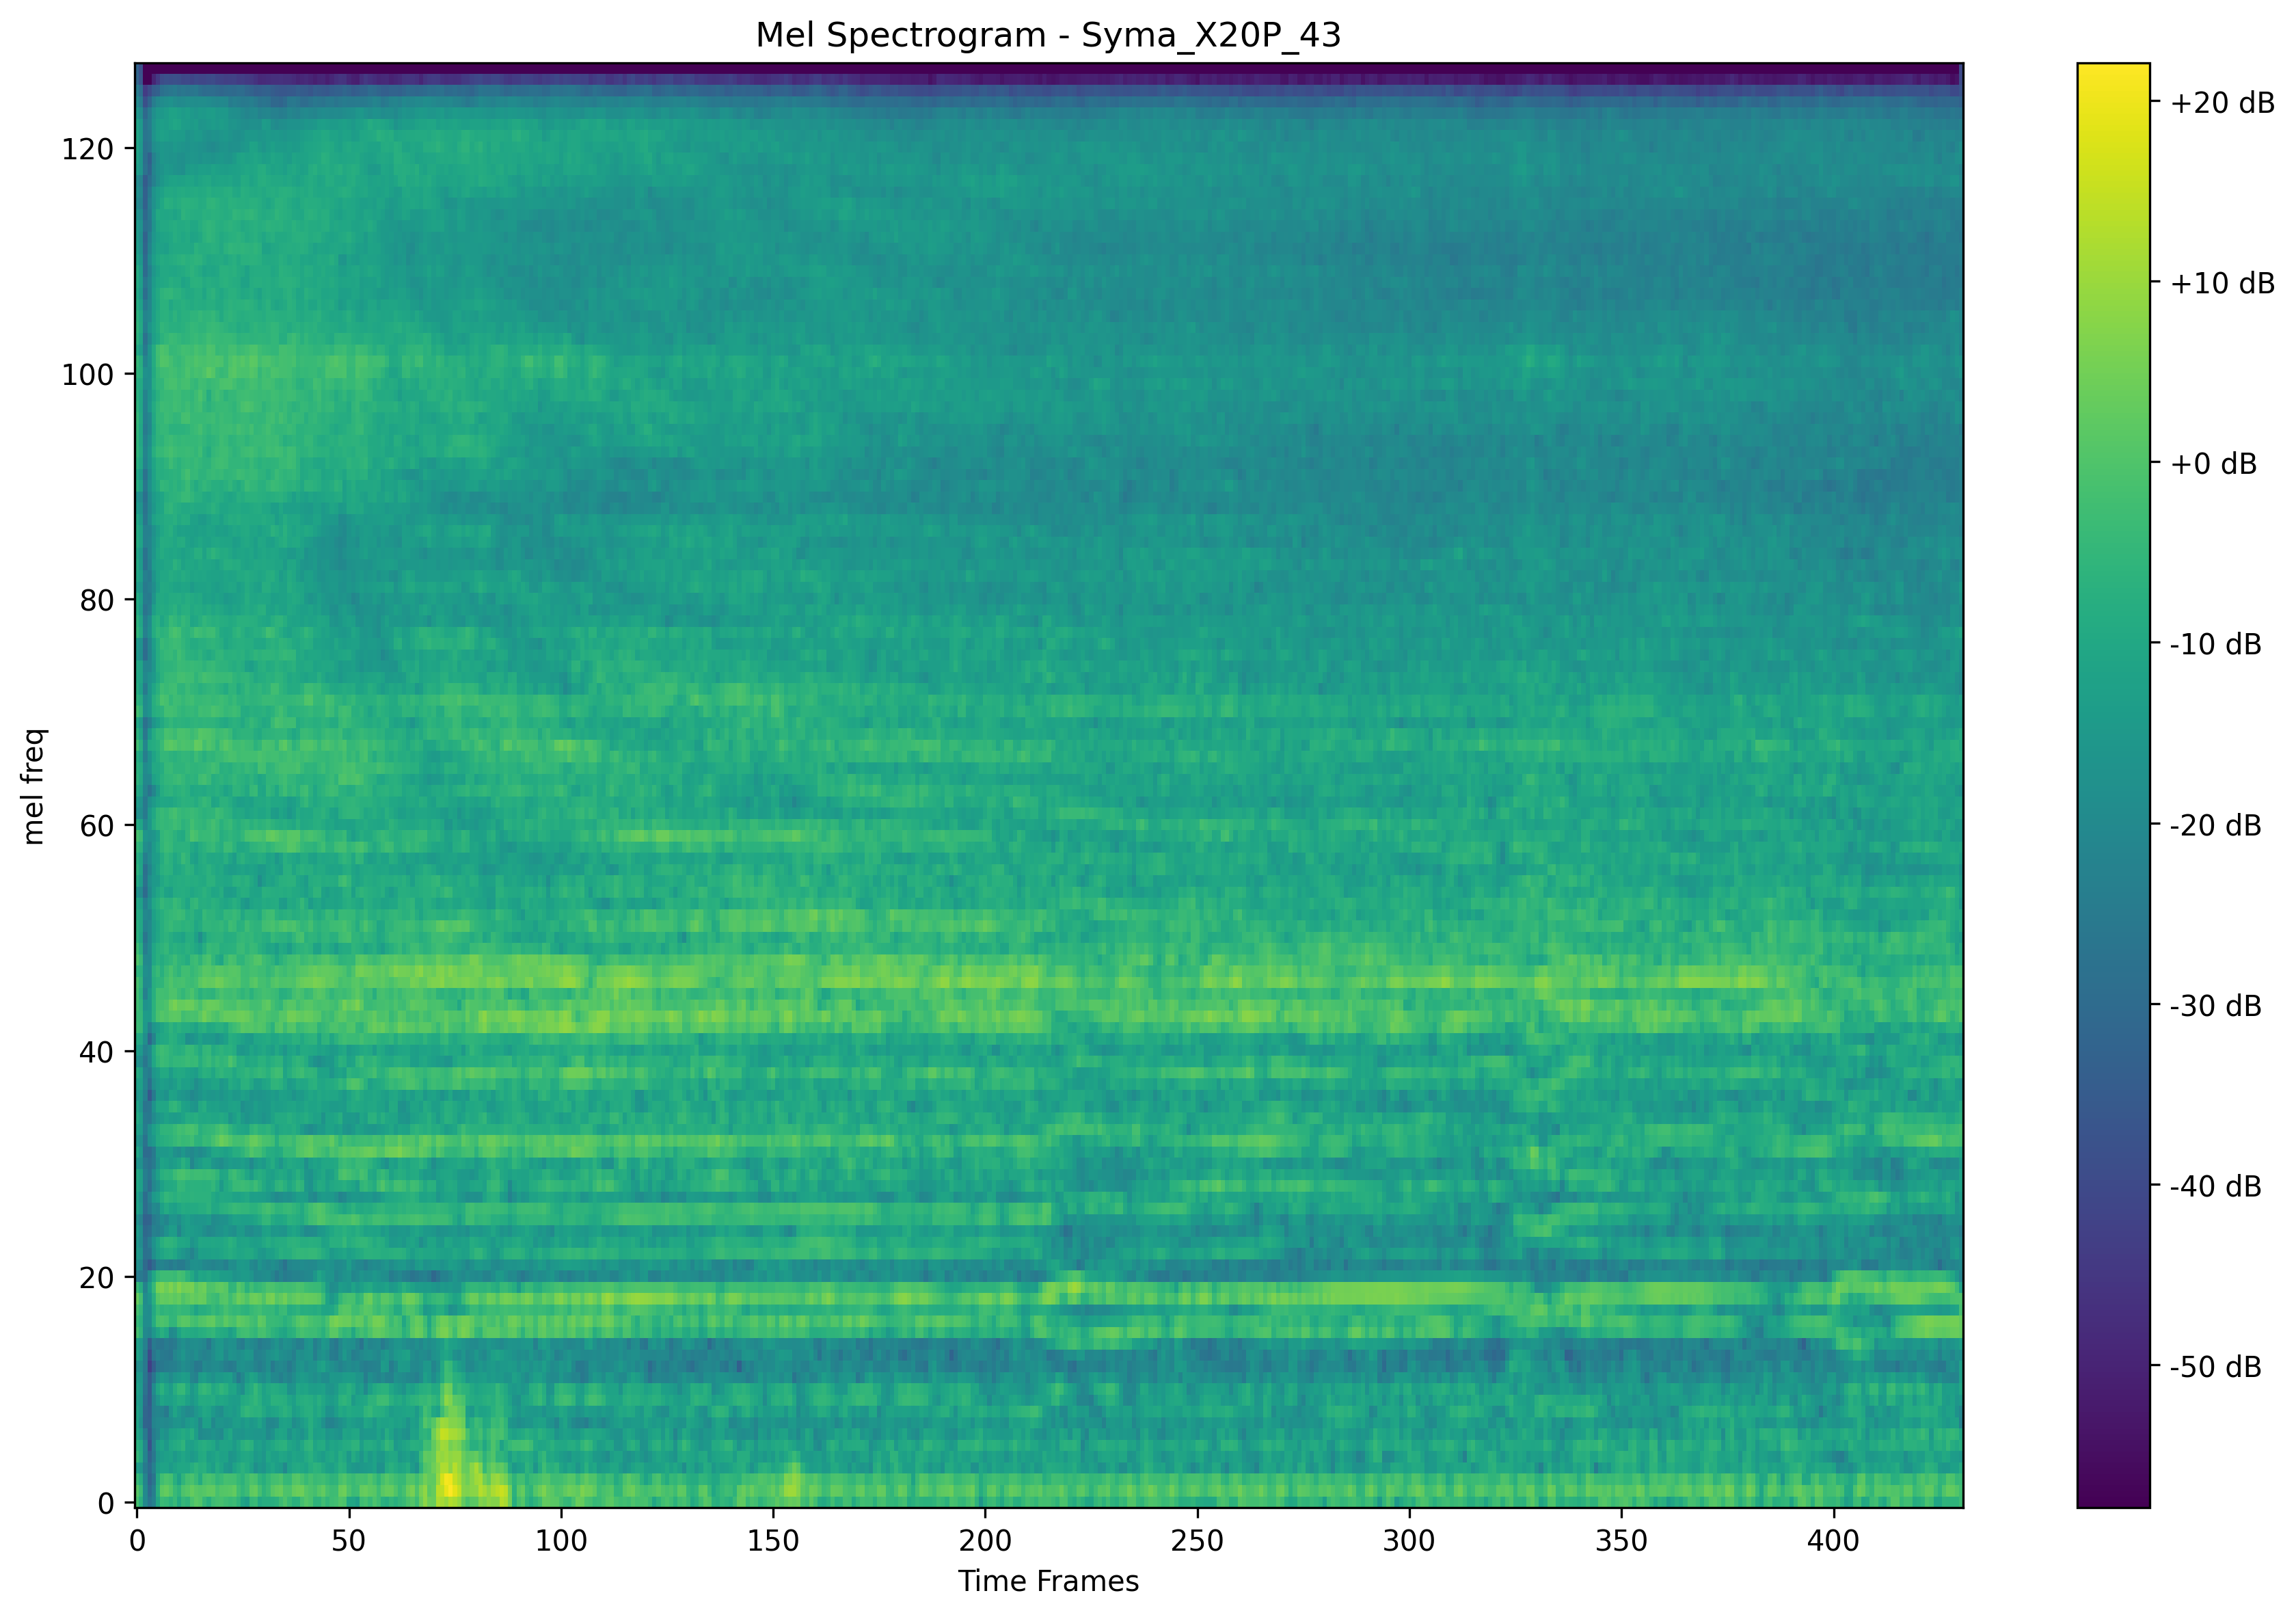 Mel Spectrogram - Syma_X20P_43
mel freq
120
100
80
60
40
20
0
0 50 100 150 200 250 300 350 400
Time Frames
+20 dB
+10 dB
+0 dB
-10 dB
-20 dB
-30 dB
-40 dB
-50 dB